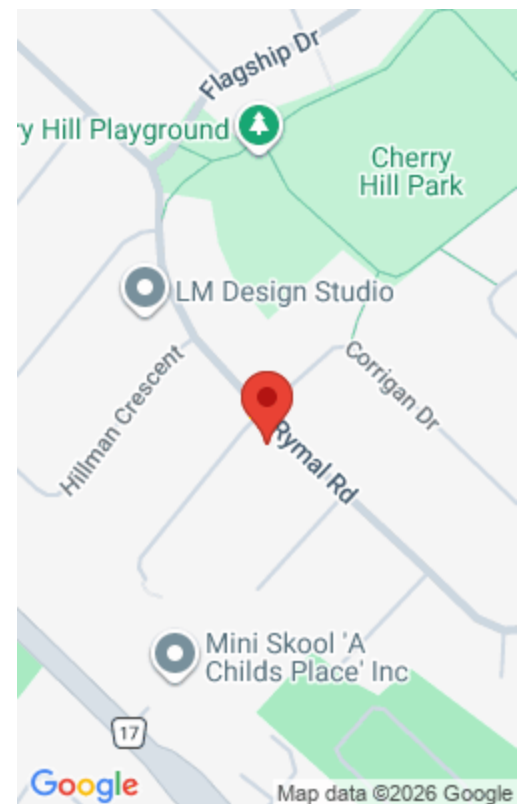 Flagship Dr
ry Hill Playground
Cherry
Hill Park
LM Design Studio
Hillman Crescent
Corrigan Dr
Rymal Rd
Mini Skool 'A
Childs Place' Inc
17
Google
Map data ©2026 Google